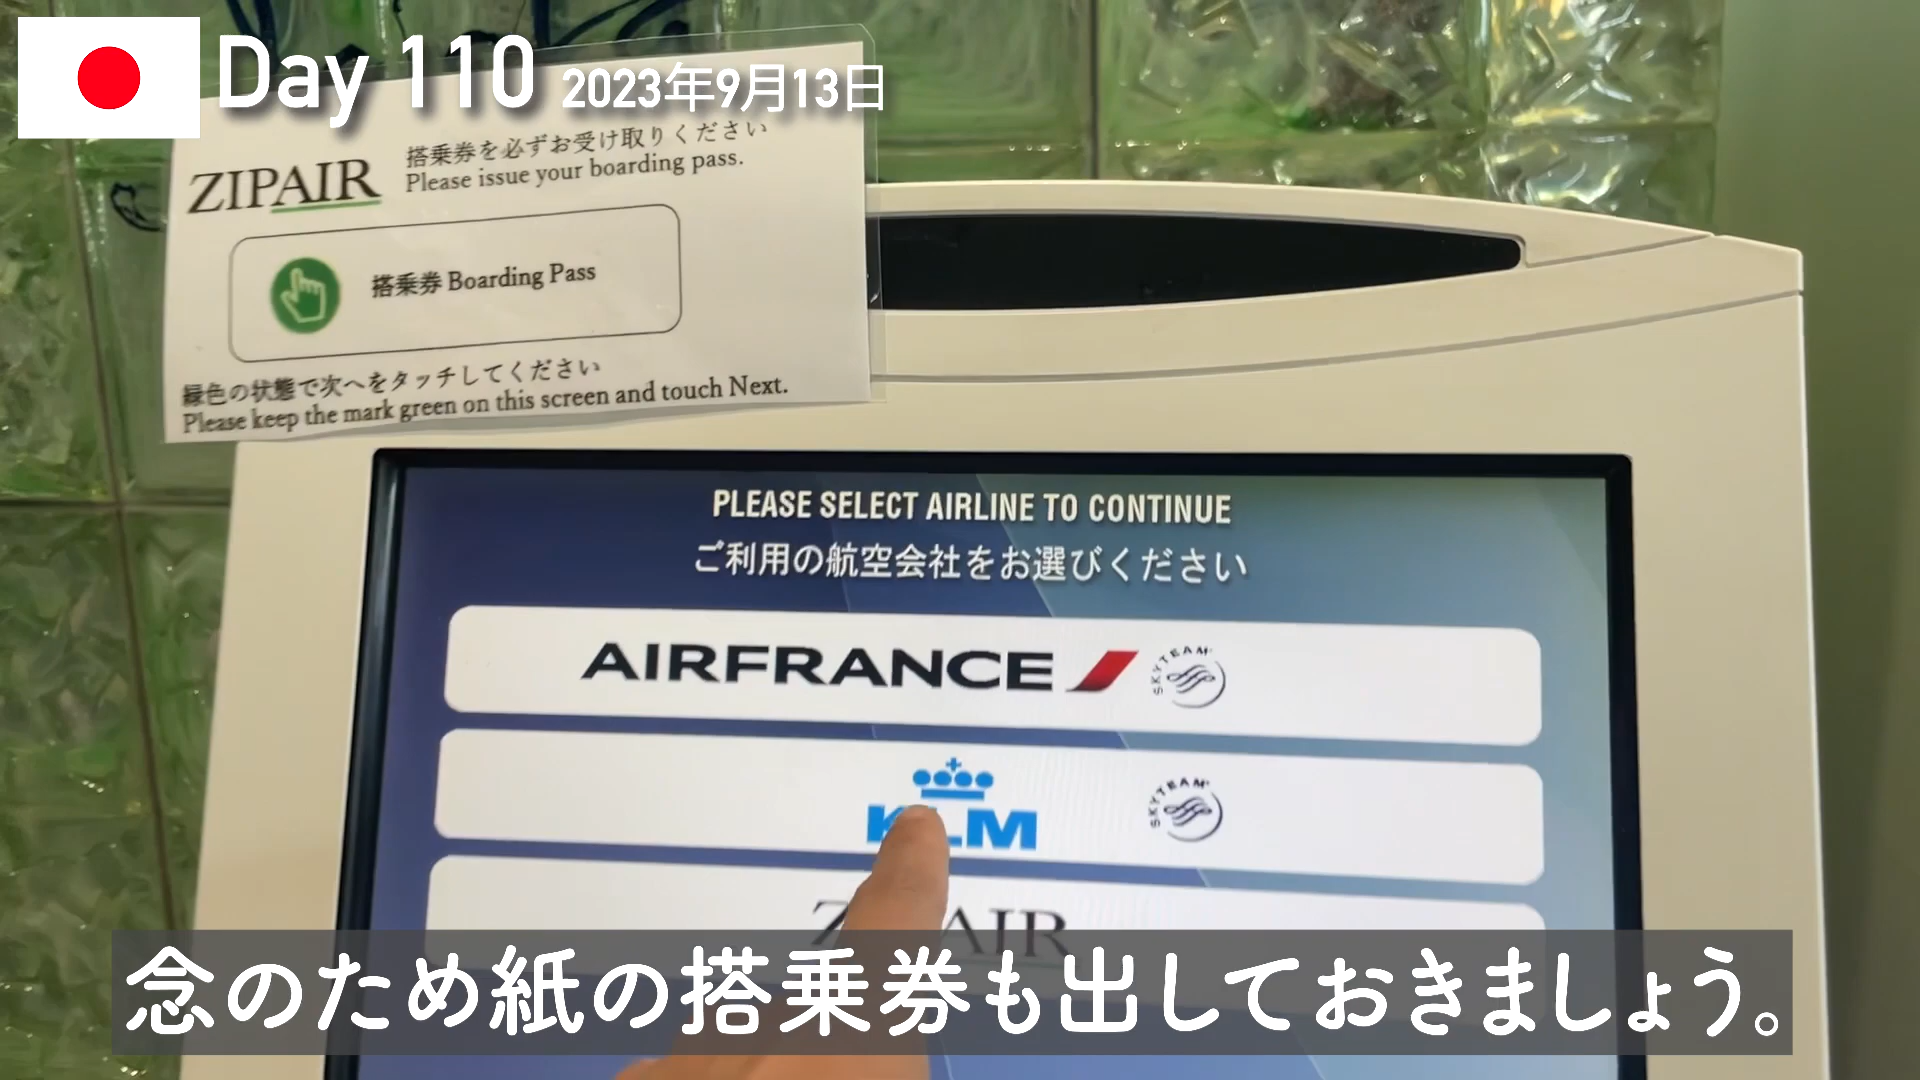 Day 110 2023年9月13日
ZIPAIR
搭乗券を必ずお受け取りください
Please issue your boarding pass.
搭乗券 Boarding Pass
緑色の状態で次へをタッチしてください
Please keep the mark green on this screen and touch Next.
PLEASE SELECT AIRLINE TO CONTINUE
ご利用の航空会社をお選びください
AIRFRANCE SKYTEAM
KLM SKYTEAM
ZIPAIR
念のため紙の搭乗券も出しておきましょう。